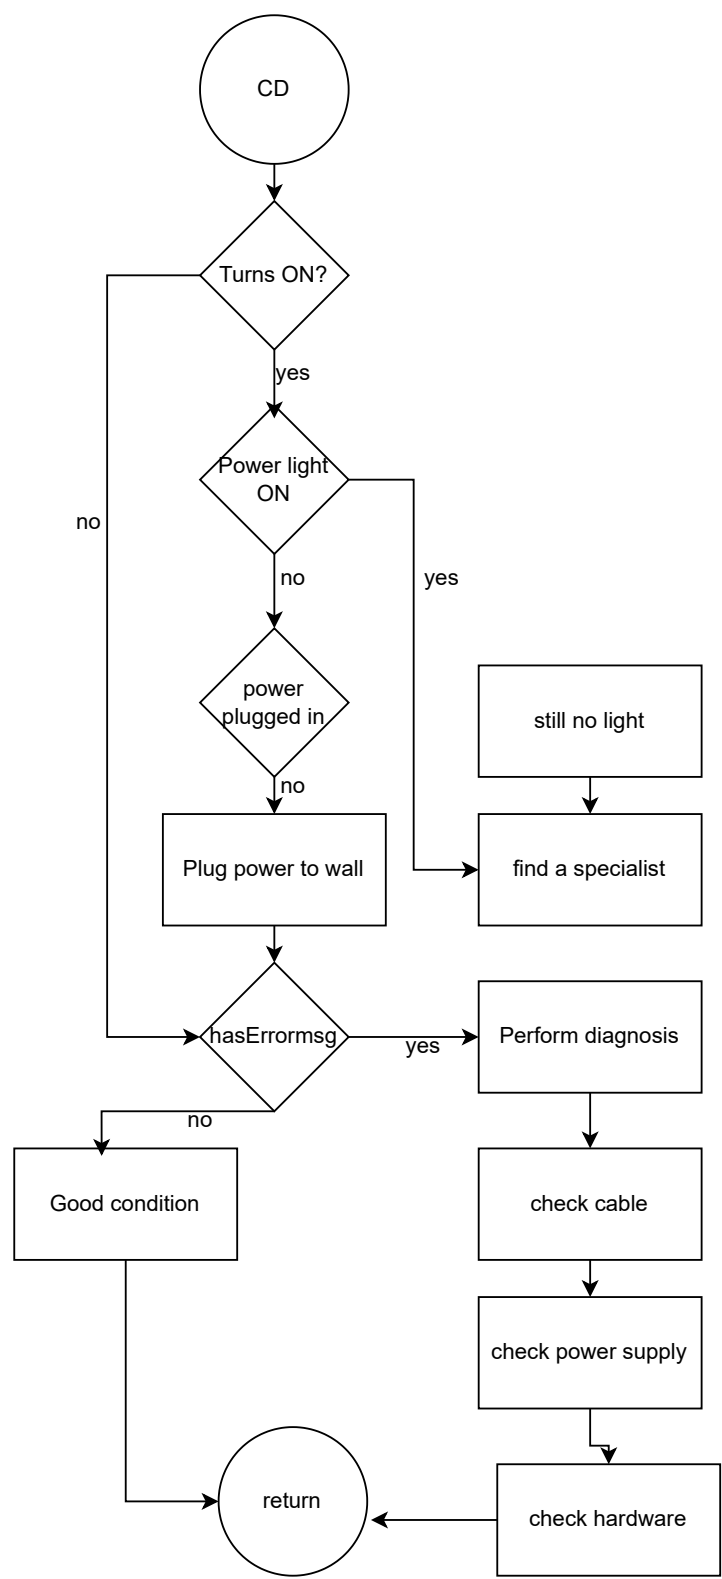 CD
Turns ON?
yes
Power light
ON
no
no
yes
power
plugged in
still no light
no
Plug power to wall
find a specialist
hasErrormsg
yes
Perform diagnosis
no
Good condition
check cable
check power supply
return
check hardware